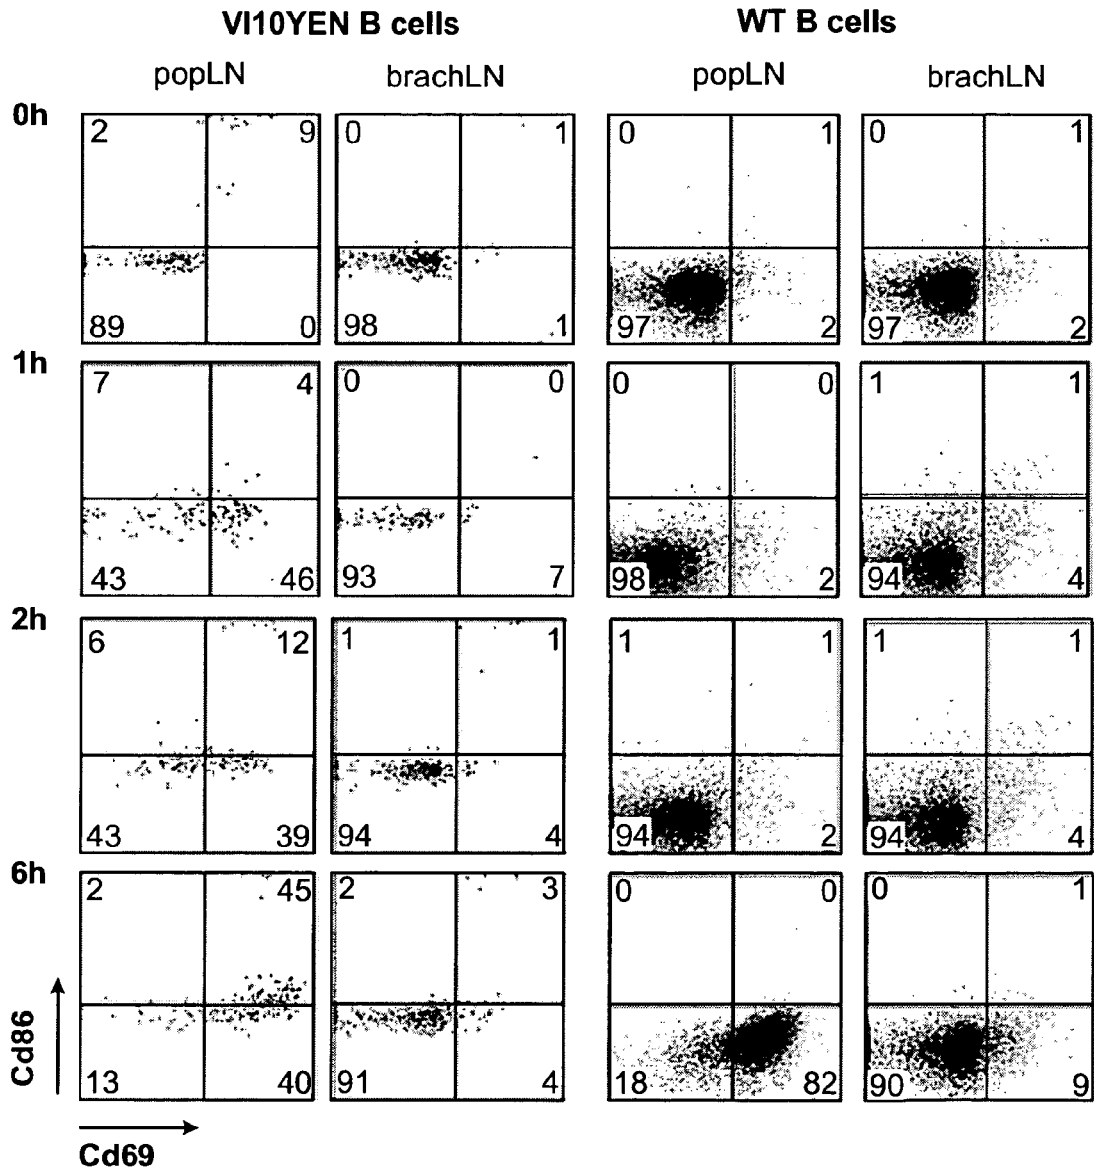 VI10YEN B cells WT B cells
popLN brachLN popLN brachLN
0h
2 9 0 1 0 1 0 1
89 0 98 1 97 2 97 2
1h
7 4 0 0 0 0 1 1
43 46 93 7 98 2 94 4
2h
6 12 1 1 1 1 1 1
43 39 94 4 94 2 94 4
6h
2 45 2 3 0 0 0 1
13 40 91 4 18 82 90 9
Cd86
Cd69